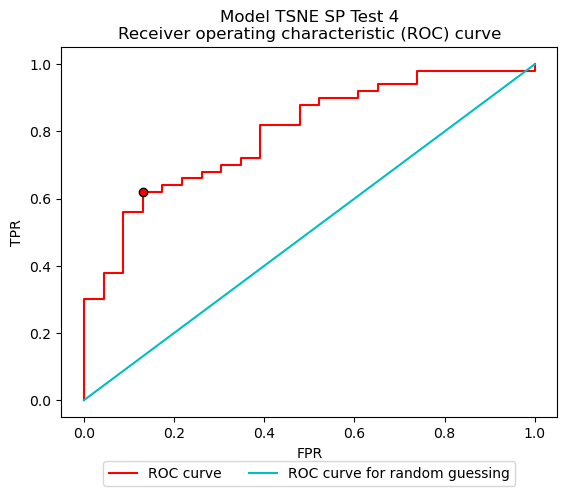 Model TSNE SP Test 4
Receiver operating characteristic (ROC) curve
1.0
0.8
0.6
0.4
0.2
0.0
TPR
0.0 0.2 0.4 0.6 0.8 1.0
FPR
ROC curve ROC curve for random guessing